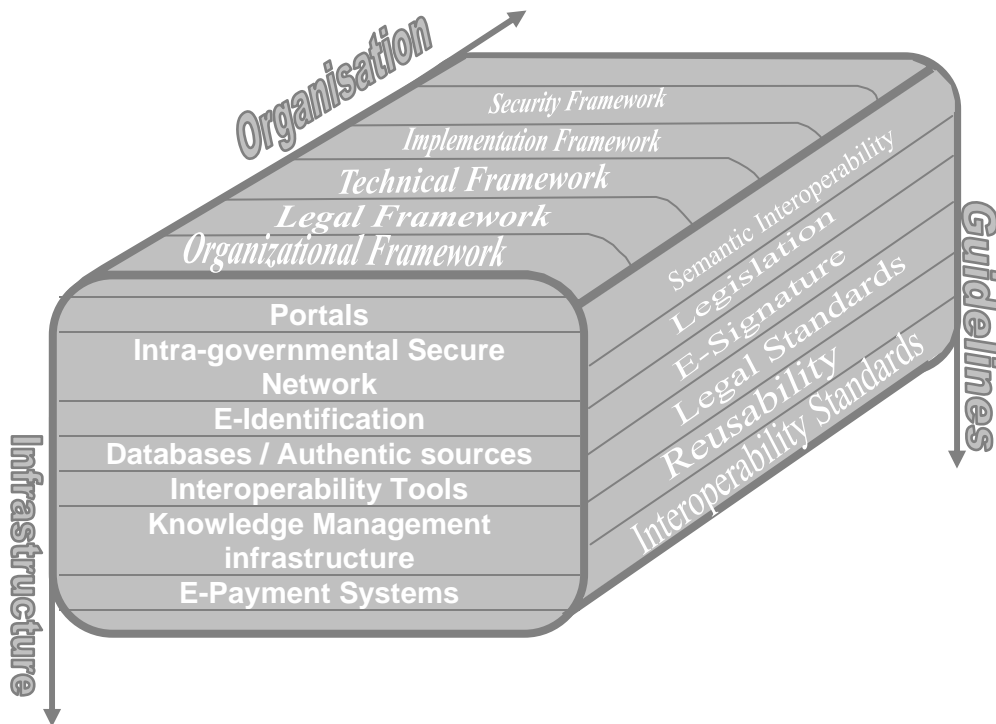 Organisation
Security Framework
Implementation Framework
Technical Framework
Legal Framework
Organizational Framework
Portals
Intra-governmental Secure
Network
E-Identification
Databases / Authentic sources
Interoperability Tools
Knowledge Management
infrastructure
E-Payment Systems
Infrastructure
Semantic Interoperability
Legislation
E-Signature
Legal Standards
Reusability
Interoperability Standards
Guidelines